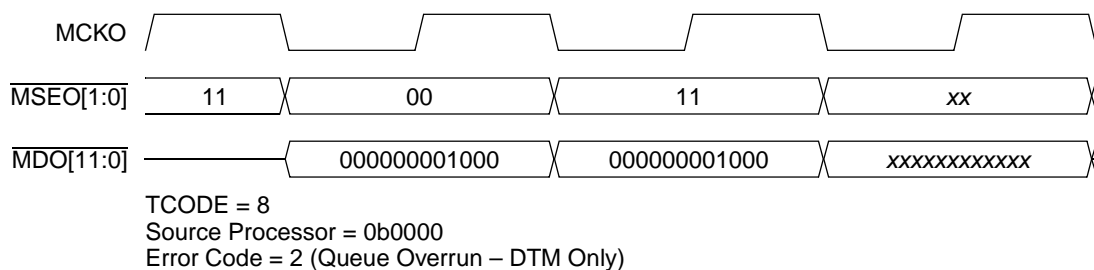 MCKO
MSEO[1:0] 11 00 11 xx
MDO[11:0] 000000001000 000000001000 xxxxxxxxxxxx
TCODE = 8
Source Processor = 0b0000
Error Code = 2 (Queue Overrun – DTM Only)